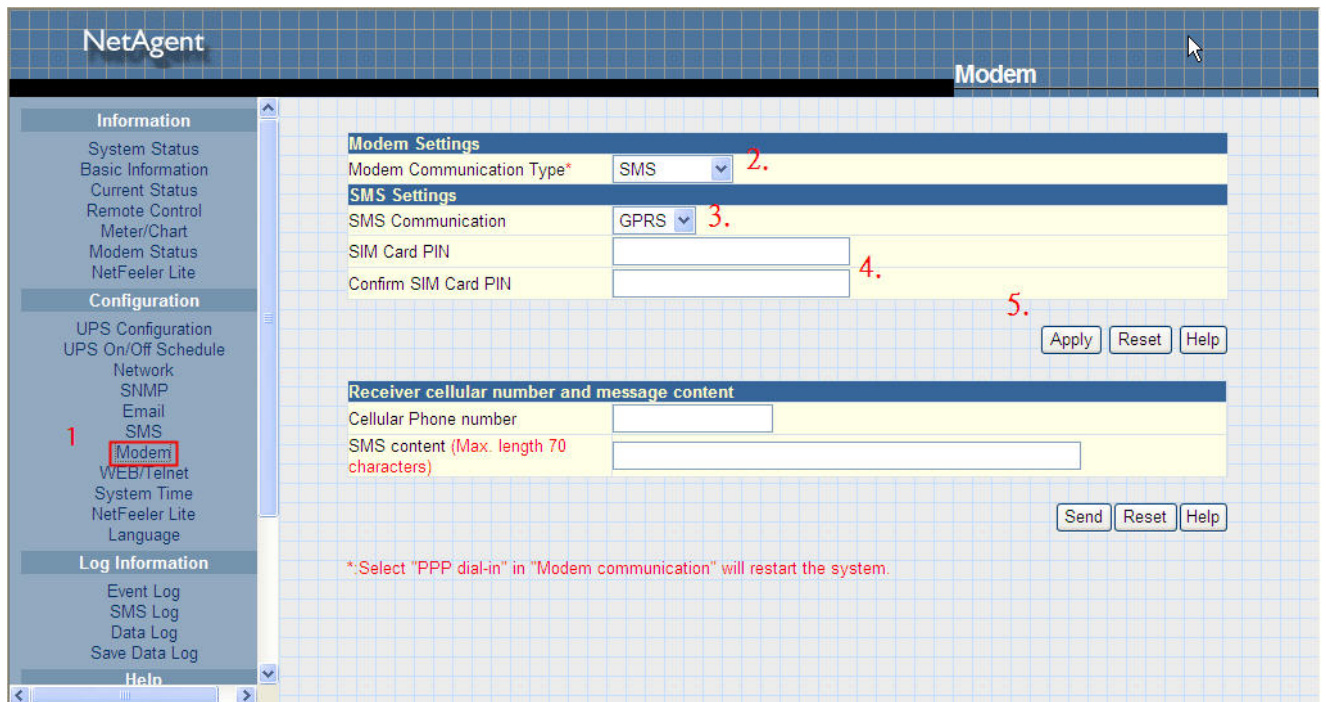 NetAgent
Modem
Information
System Status
Basic Information
Current Status
Remote Control
Meter/Chart
Modem Status
NetFeeler Lite
Configuration
UPS Configuration
UPS On/Off Schedule
Network
SNMP
Email
SMS
1
Modem
WEB/Telnet
System Time
NetFeeler Lite
Language
Log Information
Event Log
SMS Log
Data Log
Save Data Log
Help
Modem Settings
Modem Communication Type* SMS 2.
SMS Settings
SMS Communication GPRS 3.
SIM Card PIN
4.
Confirm SIM Card PIN
5.
Apply Reset Help
Receiver cellular number and message content
Cellular Phone number
SMS content (Max. length 70
characters)
Send Reset Help
*:Select "PPP dial-in" in "Modem communication" will restart the system.